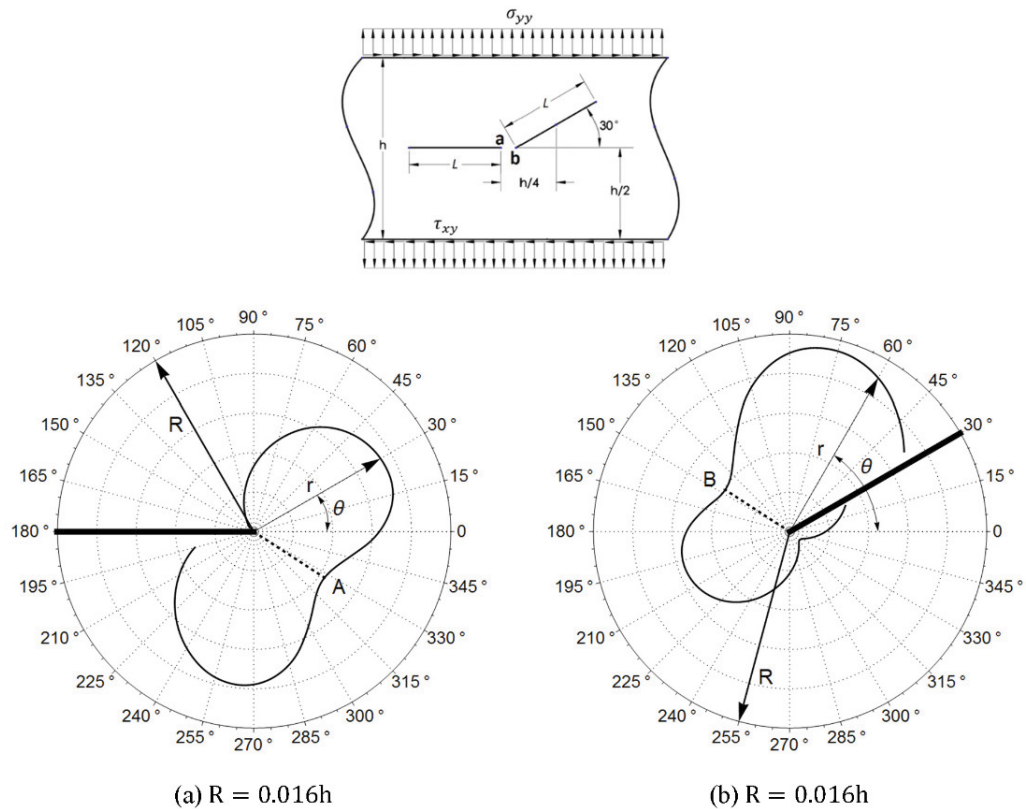 σyy
L
30°
a
b
h
L
h/4
h/2
τxy
90 °
105 ° 75 °
120 ° 60 °
135 ° 45 °
150 ° 30 °
165 ° 15 °
180 ° 0
195 ° 345 °
210 ° 330 °
225 ° 315 °
240 ° 300 °
255 ° 285 °
270 °
R
r
θ
A
(a) R = 0.016h
90 °
105 ° 75 °
120 ° 60 °
135 ° 45 °
150 ° 30 °
165 ° 15 °
180 ° 0
195 ° 345 °
210 ° 330 °
225 ° 315 °
240 ° 300 °
255 ° 285 °
270 °
r
θ
B
R
(b) R = 0.016h